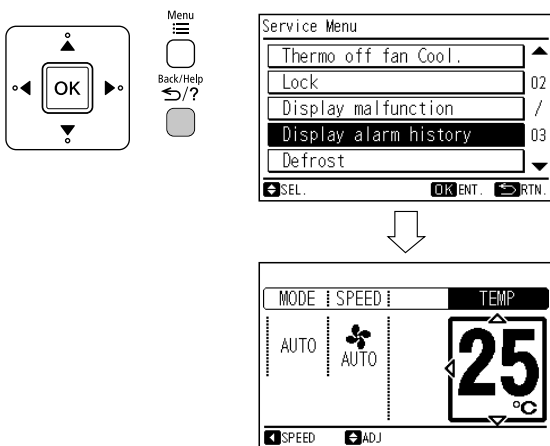 Menu
Back/Help
/?
OK
Service Menu
Thermo off fan Cool.
Lock
Display malfunction
Display alarm history
Defrost
02
/
03
SEL.
OK ENT.
RTN.
MODE
SPEED
TEMP
AUTO
AUTO
25
°C
SPEED
ADJ